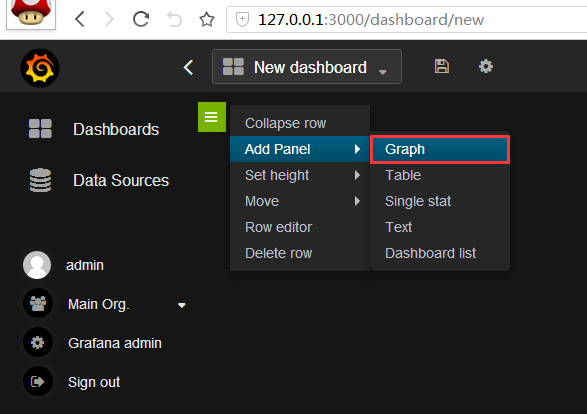 127.0.0.1:3000/dashboard/new
New dashboard
Dashboards
Data Sources
admin
Main Org.
Grafana admin
Sign out
Collapse row
Add Panel
Set height
Move
Row editor
Delete row
Graph
Table
Single stat
Text
Dashboard list